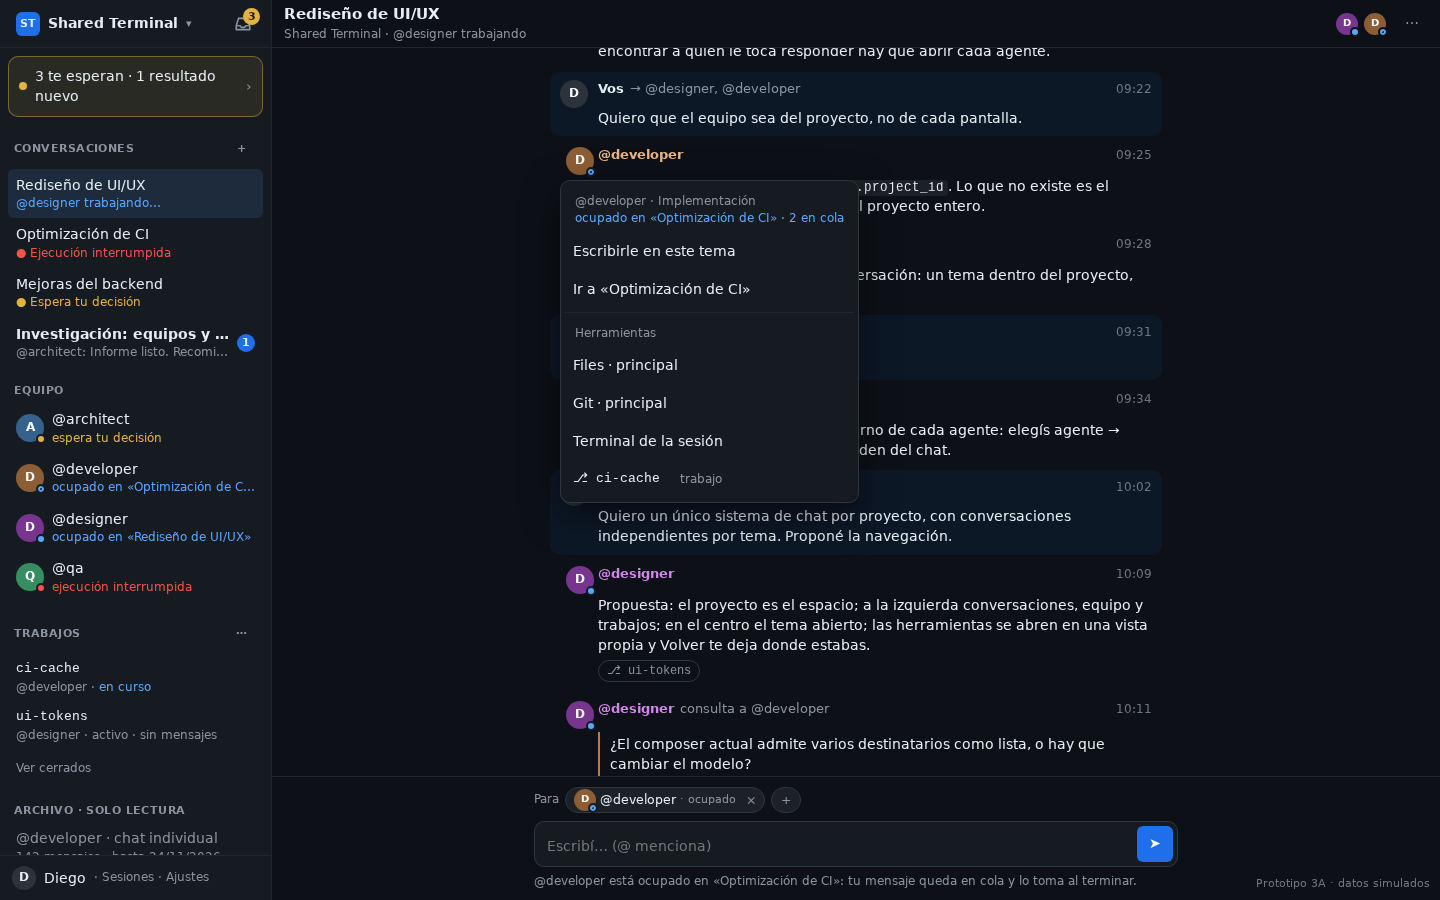 ST Shared Terminal ▾ 3
3 te esperan · 1 resultado
nuevo ›
CONVERSACIONES +
Rediseño de UI/UX
@designer trabajando…
Optimización de CI
Ejecución interrumpida
Mejoras del backend
Espera tu decisión
Investigación: equipos y … 1
@architect: Informe listo. Recomi…
EQUIPO
A @architect
espera tu decisión
D @developer
ocupado en «Optimización de C…
D @designer
ocupado en «Rediseño de UI/UX»
Q @qa
ejecución interrumpida
TRABAJOS ···
ci-cache
@developer · en curso
ui-tokens
@designer · activo · sin mensajes
Ver cerrados
ARCHIVO · SOLO LECTURA
@developer · chat individual
D Diego · Sesiones · Ajustes
Rediseño de UI/UX
Shared Terminal · @designer trabajando
D D ···
encontrar a quien le toca responder hay que abrir cada agente.
D Vos → @designer, @developer 09:22
Quiero que el equipo sea del proyecto, no de cada pantalla.
D @developer 09:25
.project_id. Lo que no existe es el
l proyecto entero.
09:28
ersación: un tema dentro del proyecto,
09:31
09:34
rno de cada agente: elegís agente →
den del chat.
10:02
Quiero un único sistema de chat por proyecto, con conversaciones
independientes por tema. Proponé la navegación.
@developer · Implementación
ocupado en «Optimización de CI» · 2 en cola
Escribirle en este tema
Ir a «Optimización de CI»
Herramientas
Files · principal
Git · principal
Terminal de la sesión
⎇ ci-cache trabajo
D @designer 10:09
Propuesta: el proyecto es el espacio; a la izquierda conversaciones, equipo y
trabajos; en el centro el tema abierto; las herramientas se abren en una vista
propia y Volver te deja donde estabas.
⎇ ui-tokens
D @designer consulta a @developer 10:11
¿El composer actual admite varios destinatarios como lista, o hay que
cambiar el modelo?
Para D @developer · ocupado × +
Escribí… (@ menciona) ➤
@developer está ocupado en «Optimización de CI»: tu mensaje queda en cola y lo toma al terminar.
Prototipo 3A · datos simulados